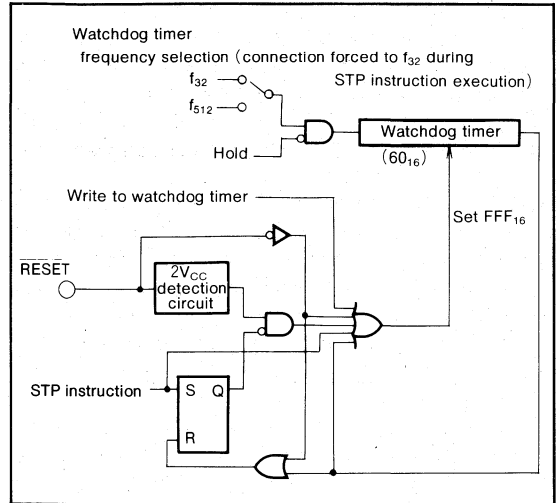 Watchdog timer
frequency selection (connection forced to f₃₂ during
STP instruction execution)
f₃₂
f₅₁₂
Hold
Watchdog timer
(60₁₆)
Write to watchdog timer
Set FFF₁₆
RESET
2V_CC
detection
circuit
STP instruction
S Q
R